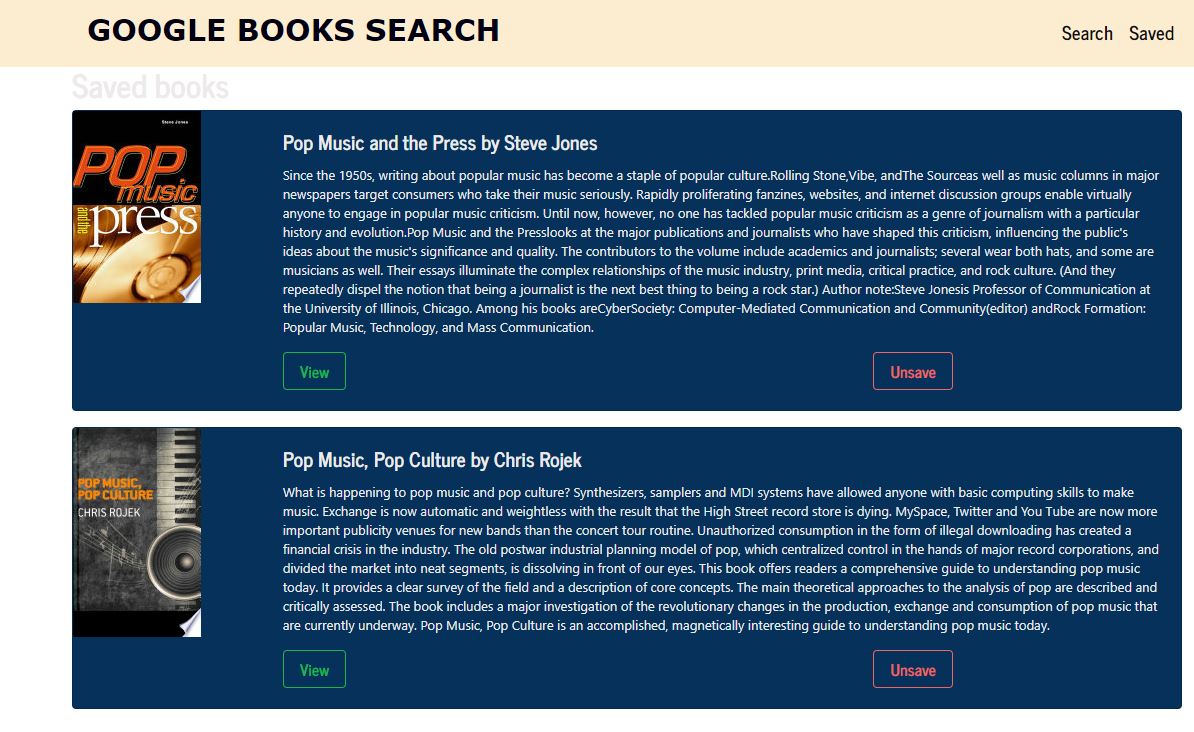 GOOGLE BOOKS SEARCH
Search Saved
Saved books
Steve Jones
POP
music
and the
press
Pop Music and the Press by Steve Jones
Since the 1950s, writing about popular music has become a staple of popular culture.Rolling Stone,Vibe, andThe Sourceas well as music columns in major
newspapers target consumers who take their music seriously. Rapidly proliferating fanzines, websites, and internet discussion groups enable virtually
anyone to engage in popular music criticism. Until now, however, no one has tackled popular music criticism as a genre of journalism with a particular
history and evolution.Pop Music and the Presslooks at the major publications and journalists who have shaped this criticism, influencing the public's
ideas about the music's significance and quality. The contributors to the volume include academics and journalists; several wear both hats, and some are
musicians as well. Their essays illuminate the complex relationships of the music industry, print media, critical practice, and rock culture. (And they
repeatedly dispel the notion that being a journalist is the next best thing to being a rock star.) Author note:Steve Jonesis Professor of Communication at
the University of Illinois, Chicago. Among his books areCyberSociety: Computer-Mediated Communication and Community(editor) andRock Formation:
Popular Music, Technology, and Mass Communication.
View Unsave
POP MUSIC,
POP CULTURE
CHRIS ROJEK
Pop Music, Pop Culture by Chris Rojek
What is happening to pop music and pop culture? Synthesizers, samplers and MDI systems have allowed anyone with basic computing skills to make
music. Exchange is now automatic and weightless with the result that the High Street record store is dying. MySpace, Twitter and You Tube are now more
important publicity venues for new bands than the concert tour routine. Unauthorized consumption in the form of illegal downloading has created a
financial crisis in the industry. The old postwar industrial planning model of pop, which centralized control in the hands of major record corporations, and
divided the market into neat segments, is dissolving in front of our eyes. This book offers readers a comprehensive guide to understanding pop music
today. It provides a clear survey of the field and a description of core concepts. The main theoretical approaches to the analysis of pop are described and
critically assessed. The book includes a major investigation of the revolutionary changes in the production, exchange and consumption of pop music that
are currently underway. Pop Music, Pop Culture is an accomplished, magnetically interesting guide to understanding pop music today.
View Unsave